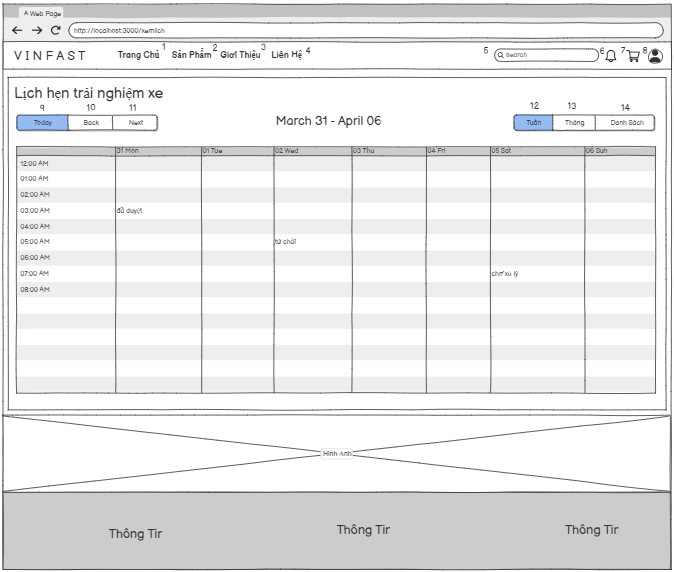 A Web Page
http://localhost:3000/xemlich
VINFAST Trang Chủ 1 Sản Phẩm 2 Giới Thiệu 3 Liên Hệ 4 5 search 6 7 8
Lịch hẹn trải nghiệm xe
9 10 11 12 13 14
Today Back Next March 31 - April 06 Tuần Tháng Danh Sách
31 Mon 01 Tue 02 Wed 03 Thu 04 Fri 05 Sat 06 Sun
12:00 AM
01:00 AM
02:00 AM
03:00 AM đã duyệt
04:00 AM
05:00 AM từ chối
06:00 AM
07:00 AM chờ xử lý
08:00 AM
Hình Ảnh
Thông Tir Thông Tir Thông Tir